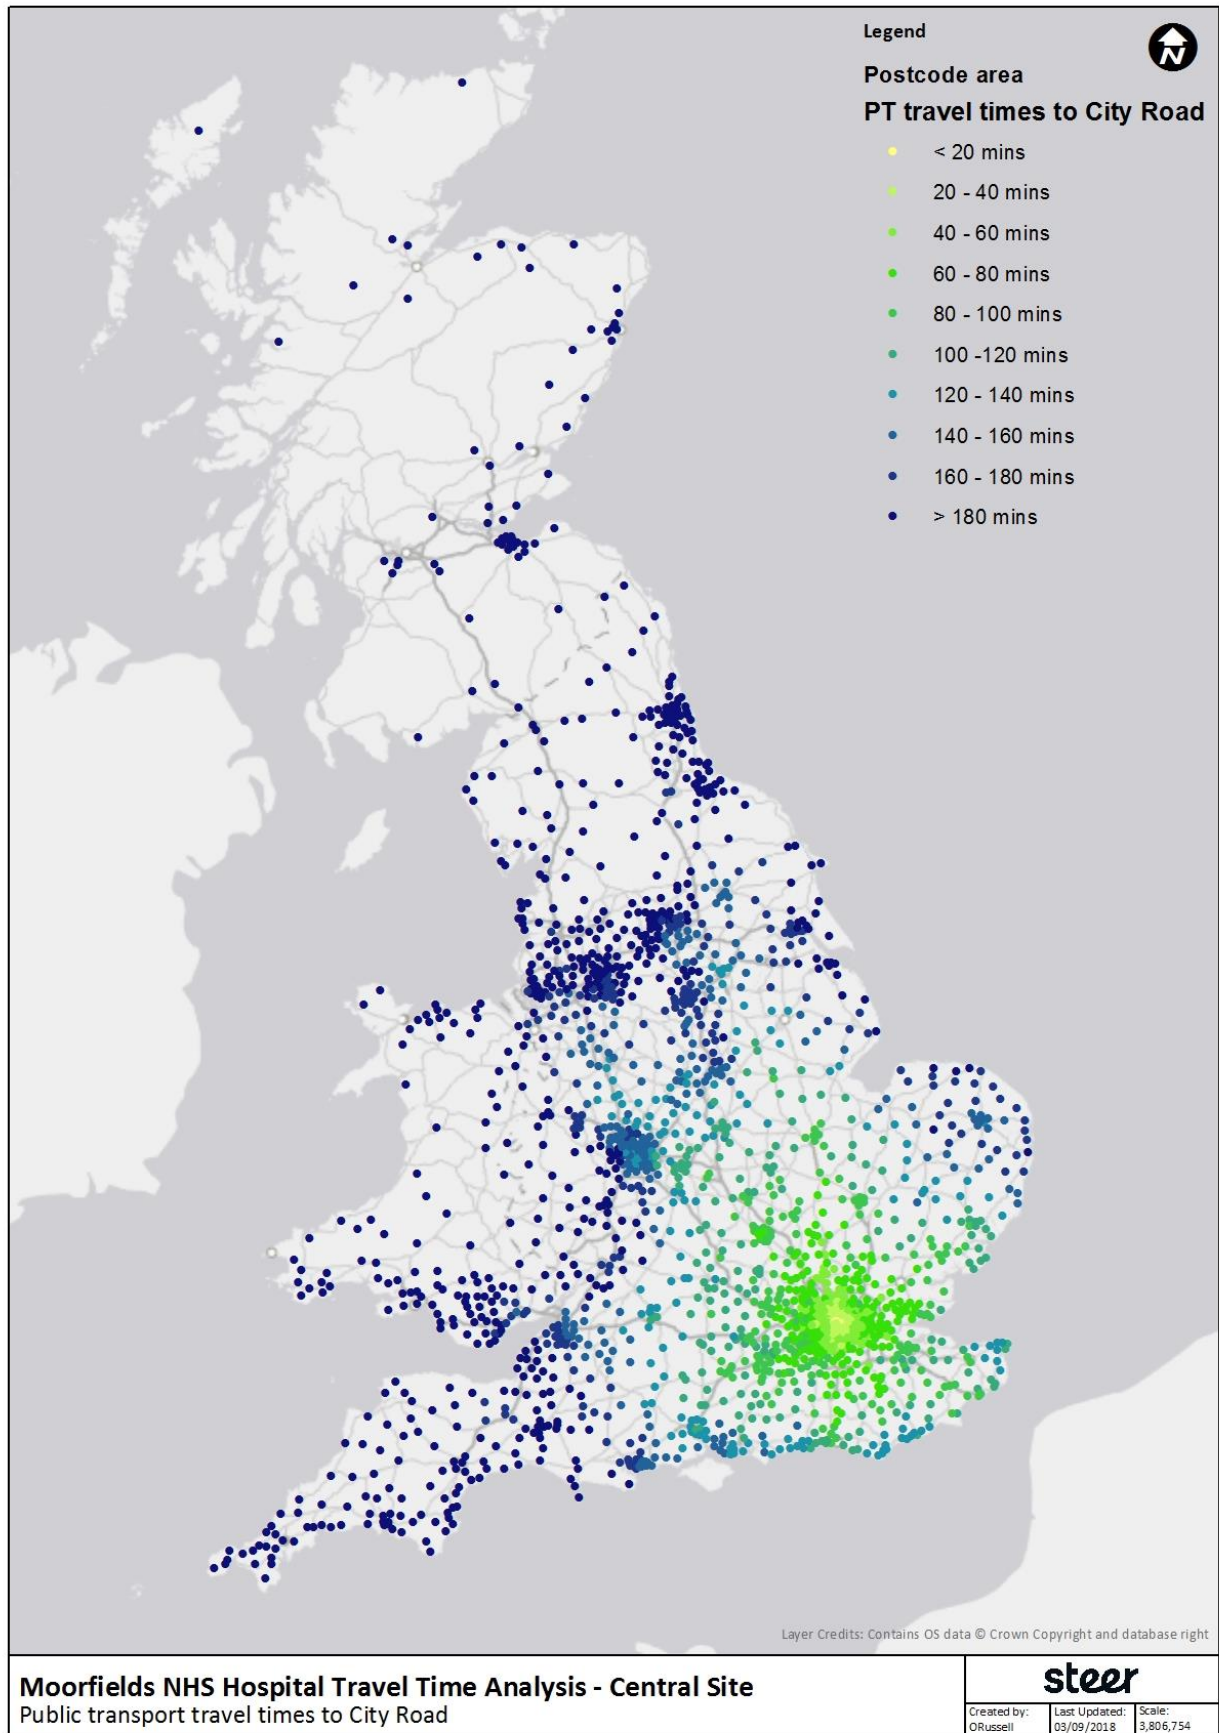 Legend
N
Postcode area
PT travel times to City Road
< 20 mins
20 - 40 mins
40 - 60 mins
60 - 80 mins
80 - 100 mins
100 -120 mins
120 - 140 mins
140 - 160 mins
160 - 180 mins
> 180 mins
Layer Credits: Contains OS data © Crown Copyright and database right
Moorfields NHS Hospital Travel Time Analysis - Central Site
Public transport travel times to City Road
steer
Created by:
ORussell
Last Updated:
03/09/2018
Scale:
3,806,754